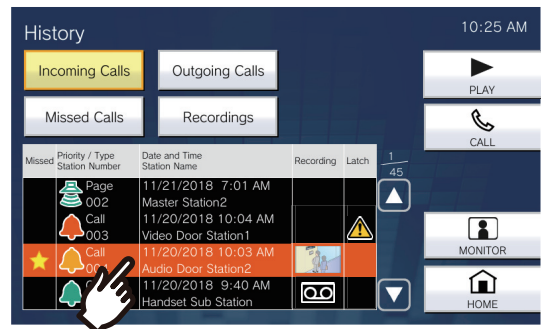 History
10:25 AM
Incoming Calls
Outgoing Calls
Missed Calls
Recordings
PLAY
CALL
MONITOR
HOME
Missed
Priority / Type
Station Number
Date and Time
Station Name
Recording
Latch
1
45
Page
002
11/21/2018 7:01 AM
Master Station2
Call
003
11/20/2018 10:04 AM
Video Door Station1
Call
11/20/2018 10:03 AM
Audio Door Station2
11/20/2018 9:40 AM
Handset Sub Station